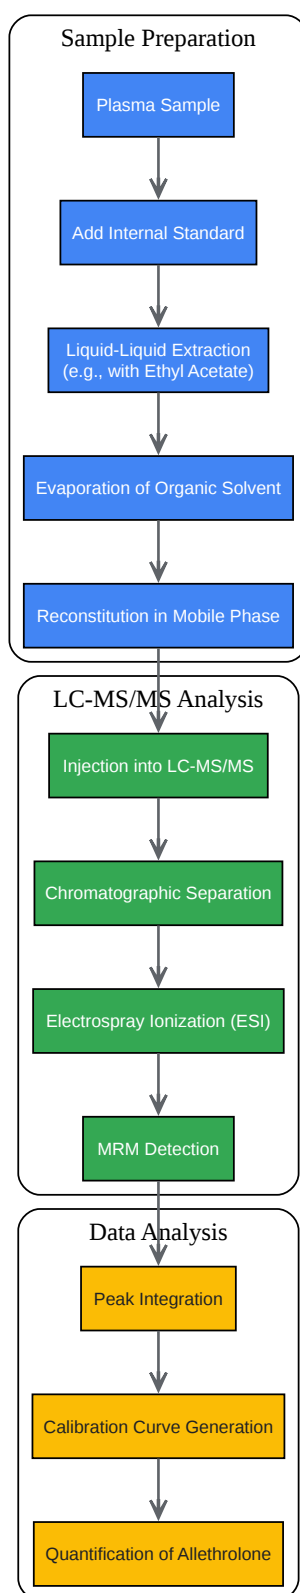 Sample Preparation
Plasma Sample
Add Internal Standard
Liquid-Liquid Extraction
(e.g., with Ethyl Acetate)
Evaporation of Organic Solvent
Reconstitution in Mobile Phase
LC-MS/MS Analysis
Injection into LC-MS/MS
Chromatographic Separation
Electrospray Ionization (ESI)
MRM Detection
Data Analysis
Peak Integration
Calibration Curve Generation
Quantification of Allethrolone